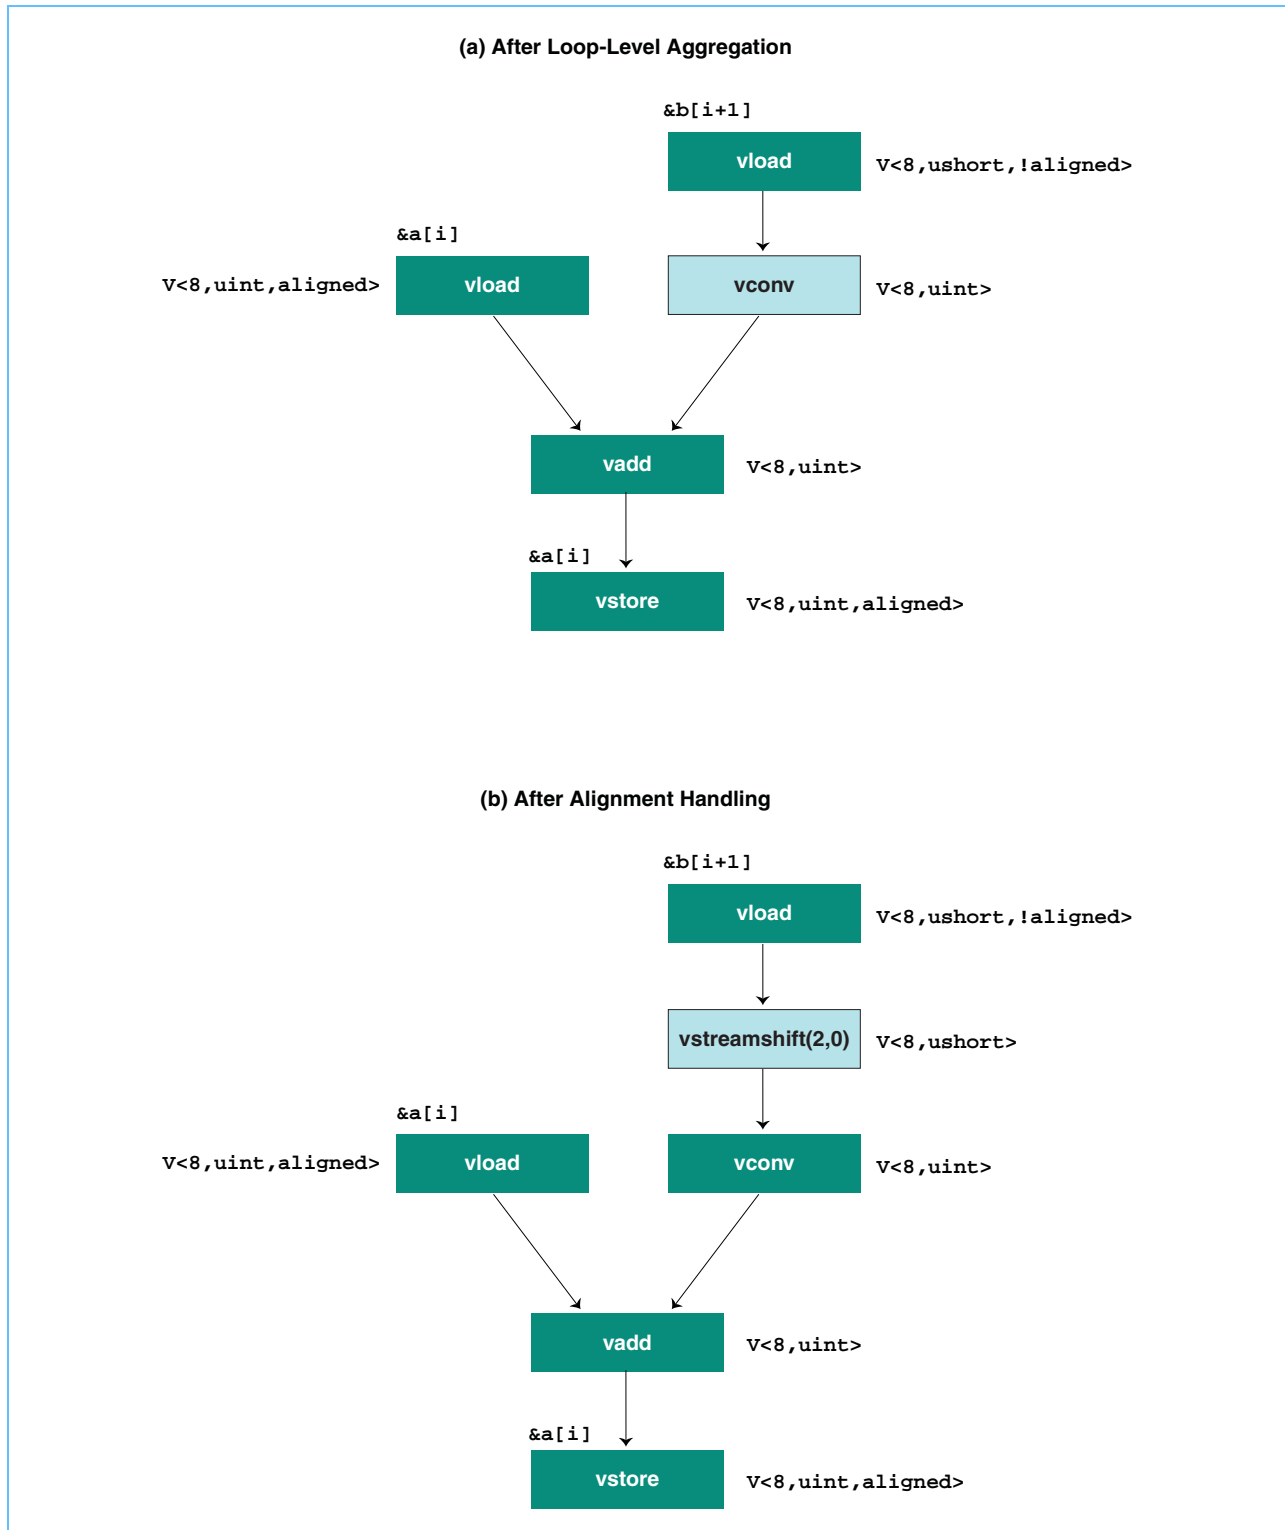 (a) After Loop-Level Aggregation
&b[i+1]
vload
V<8,ushort,!aligned>
&a[i]
V<8,uint,aligned>
vload
vconv
V<8,uint>
vadd
V<8,uint>
&a[i]
vstore
V<8,uint,aligned>
(b) After Alignment Handling
&b[i+1]
vload
V<8,ushort,!aligned>
vstreamshift(2,0)
V<8,ushort>
&a[i]
V<8,uint,aligned>
vload
vconv
V<8,uint>
vadd
V<8,uint>
&a[i]
vstore
V<8,uint,aligned>